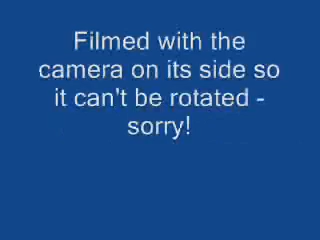 Filmed with the
camera on its side so
it can't be rotated -
sorry!